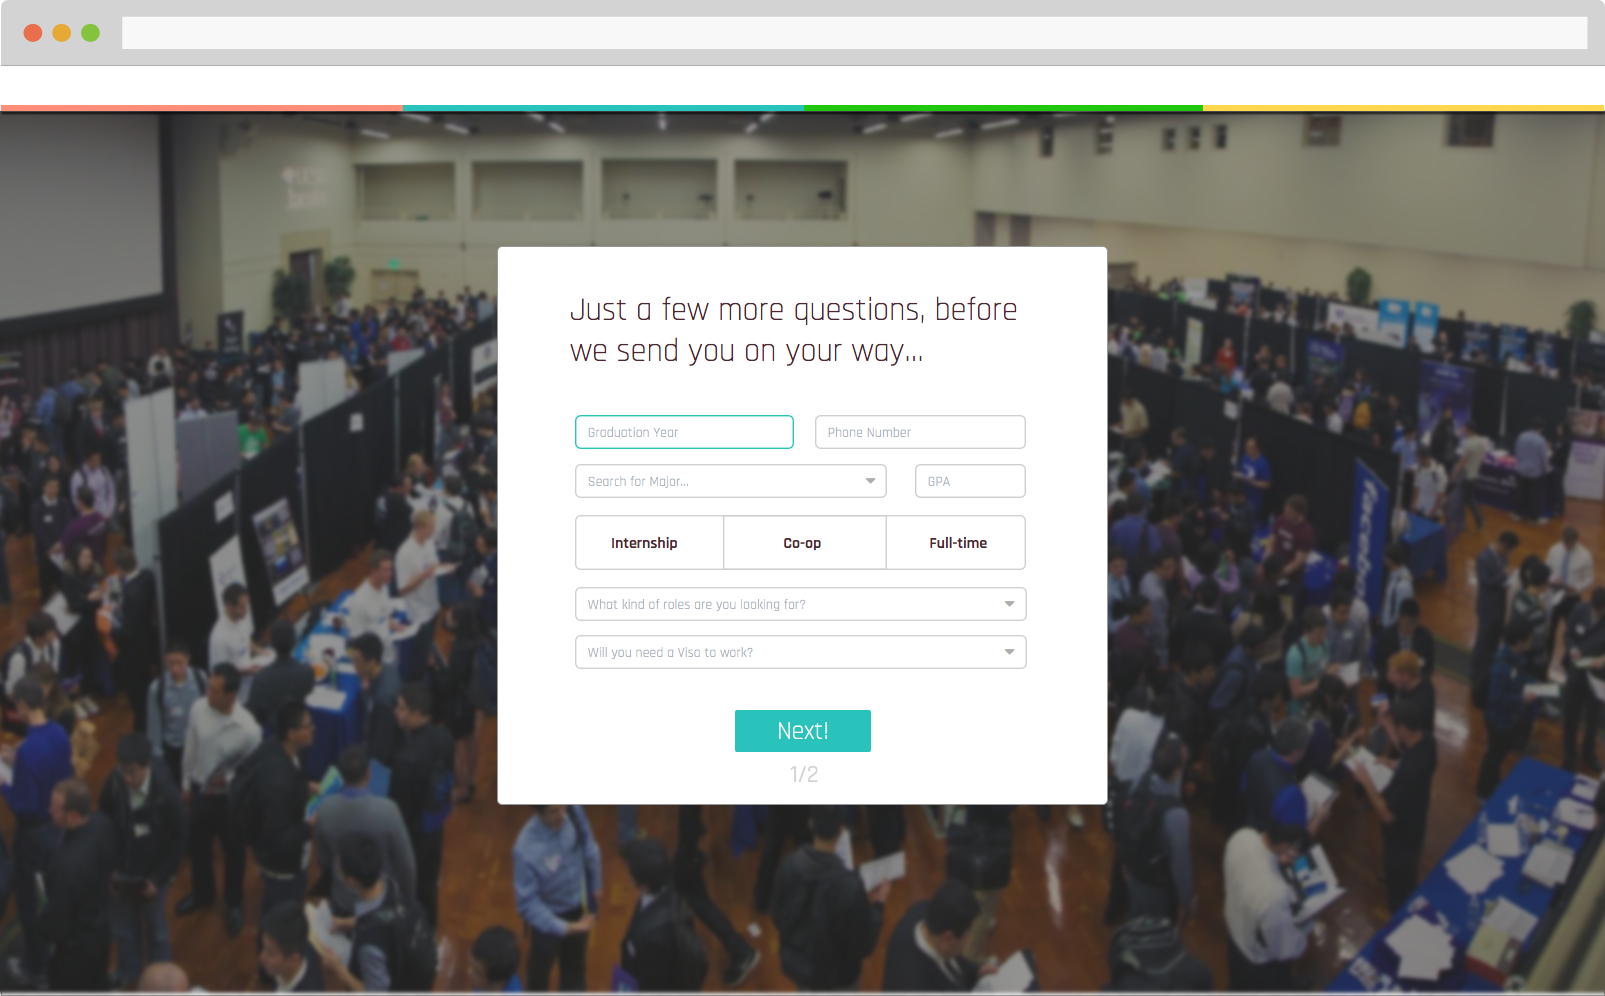 Just a few more questions, before
we send you on your way...
Graduation Year
Phone Number
Search for Major...
GPA
Internship
Co-op
Full-time
What kind of roles are you looking for?
Will you need a Visa to work?
Next!
1/2
facebook